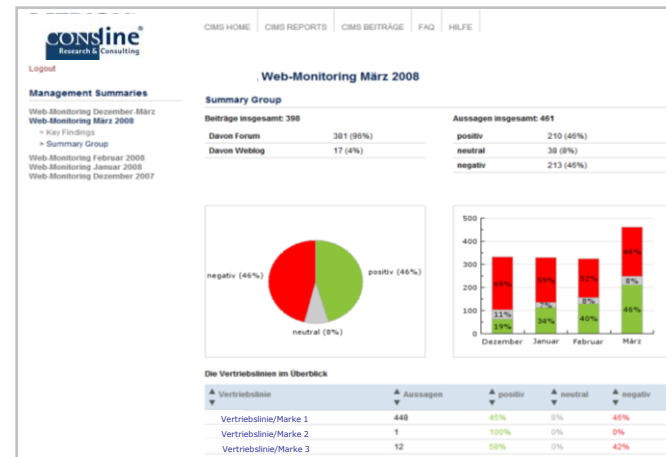 CIMS HOME CIMS REPORTS CIMS BEITRÄGE FAQ HILFE
consline®
Research & Consulting
Logout
Web-Monitoring März 2008
Management Summaries
Web-Monitoring Dezember-März
Web-Monitoring März 2008
> Key Findings
> Summary Group
Web-Monitoring Februar 2008
Web-Monitoring Januar 2008
Web-Monitoring Dezember 2007
Summary Group
Beiträge insgesamt: 398
Davon Forum 381 (96%)
Davon Weblog 17 (4%)
Aussagen insgesamt: 461
positiv 210 (46%)
neutral 38 (8%)
negativ 213 (46%)
negativ (46%)
positiv (46%)
neutral (8%)
500
400
300
200
100
0
11%
19%
34%
52%
8%
40%
46%
8%
46%
Dezember Januar Februar März
Die Vertriebslinien im Überblick
Vertriebslinie Aussagen positiv neutral negativ
Vertriebslinie/Marke 1 448 45% 8% 46%
Vertriebslinie/Marke 2 1 100% 0% 0%
Vertriebslinie/Marke 3 12 58% 0% 42%